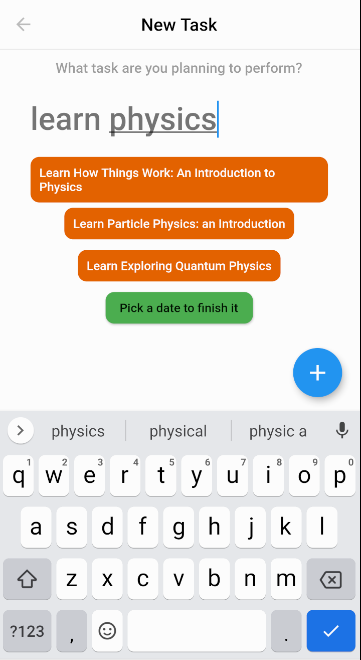 New Task
What task are you planning to perform?
learn physics
Learn How Things Work: An Introduction to
Physics
Learn Particle Physics: an Introduction
Learn Exploring Quantum Physics
Pick a date to finish it
+
physics physical physic a
q1 w2 e3 r4 t5 y6 u7 i8 o9 p0
a s d f g h j k l
z x c v b n m
?123 , .